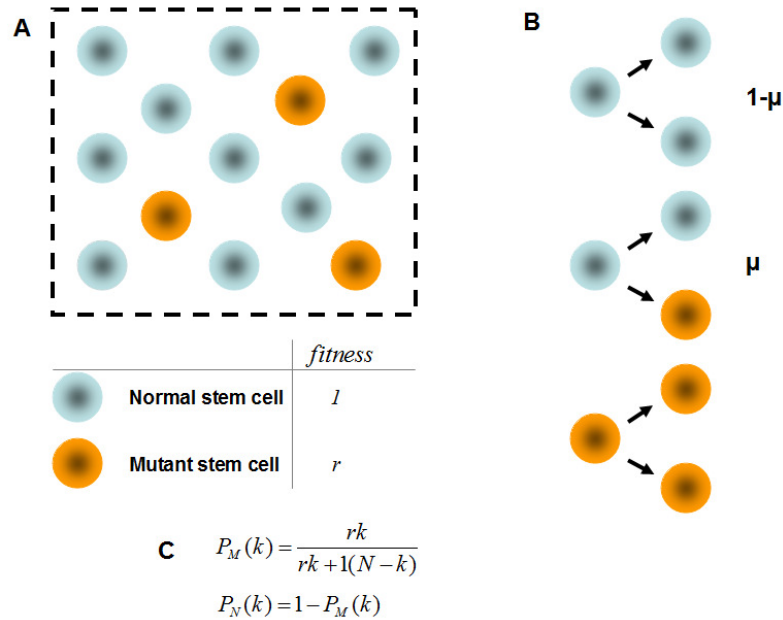 A
B
1-μ
μ
fitness
Normal stem cell 1
Mutant stem cell r
C
P_M(k) = rk / (rk + 1(N − k))
P_N(k) = 1 − P_M(k)